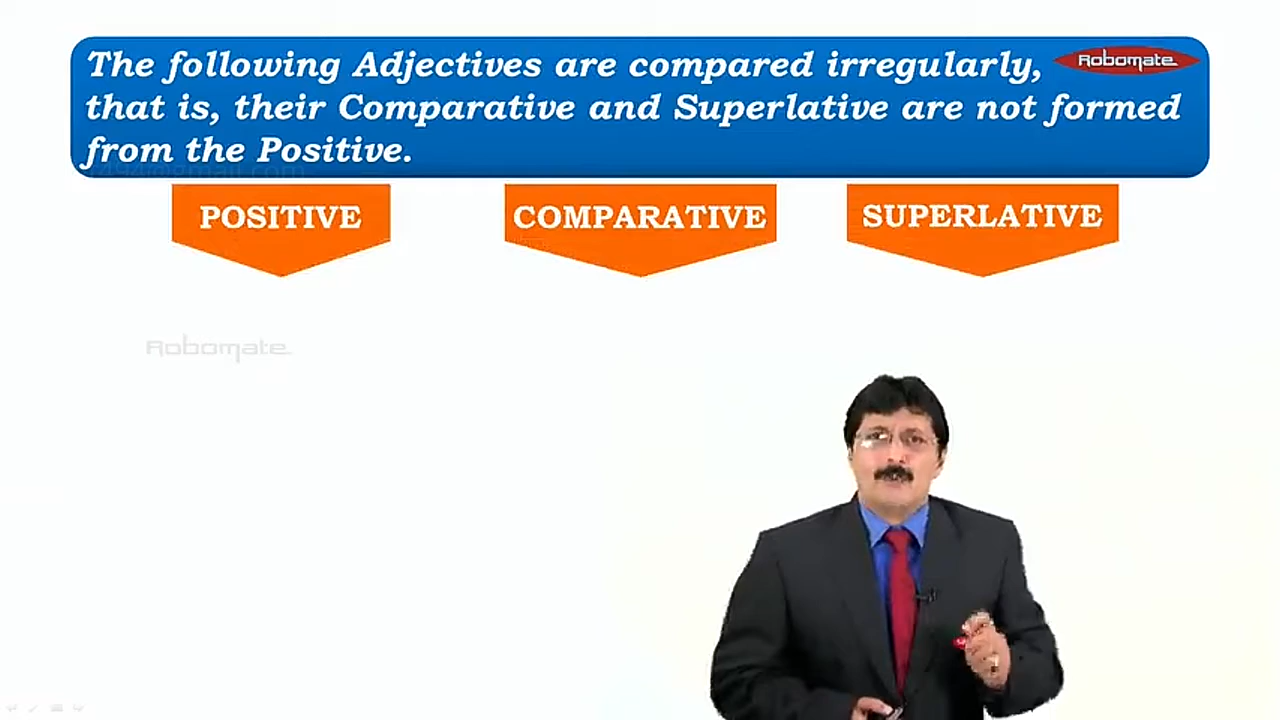 The following Adjectives are compared irregularly,
Robomate
that is, their Comparative and Superlative are not formed
from the Positive.
POSITIVE
COMPARATIVE
SUPERLATIVE
Robomate